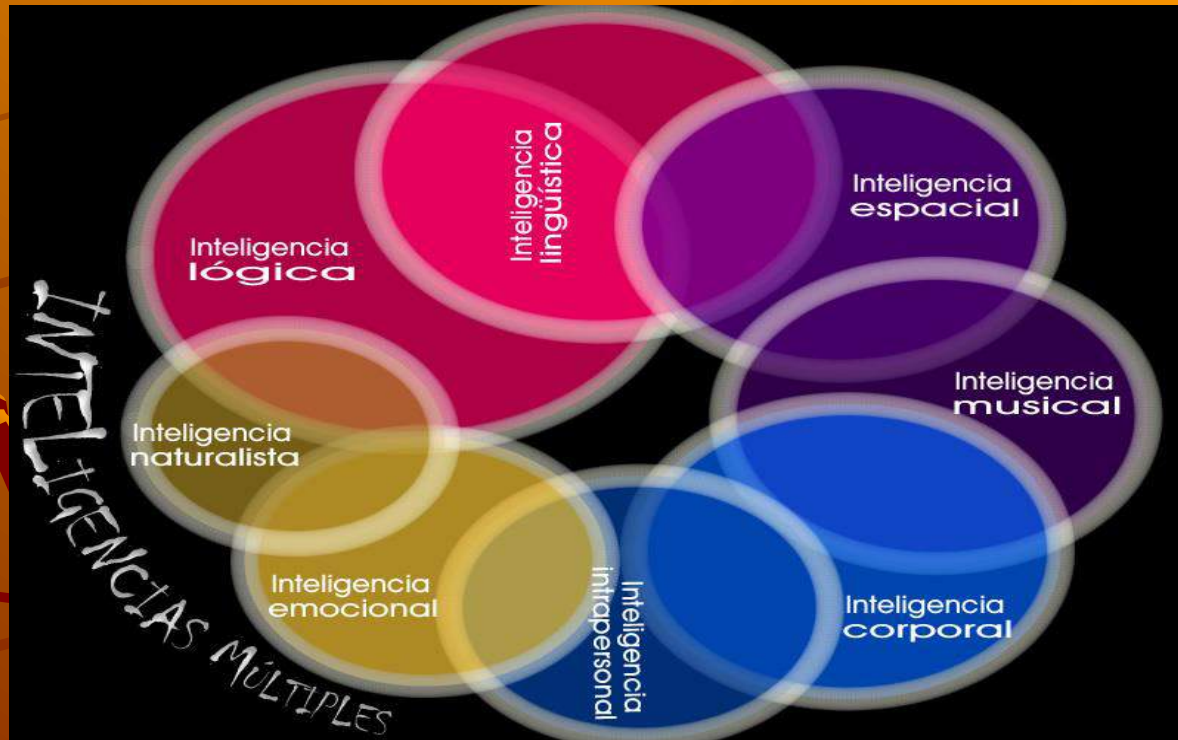 Inteligencia
lingüística
Inteligencia
espacial
Inteligencia
lógica
Inteligencia
musical
Inteligencia
naturalista
Inteligencia
emocional
Inteligencia
intrapersonal
Inteligencia
corporal
INTELIGENCIAS MÚLTIPLES